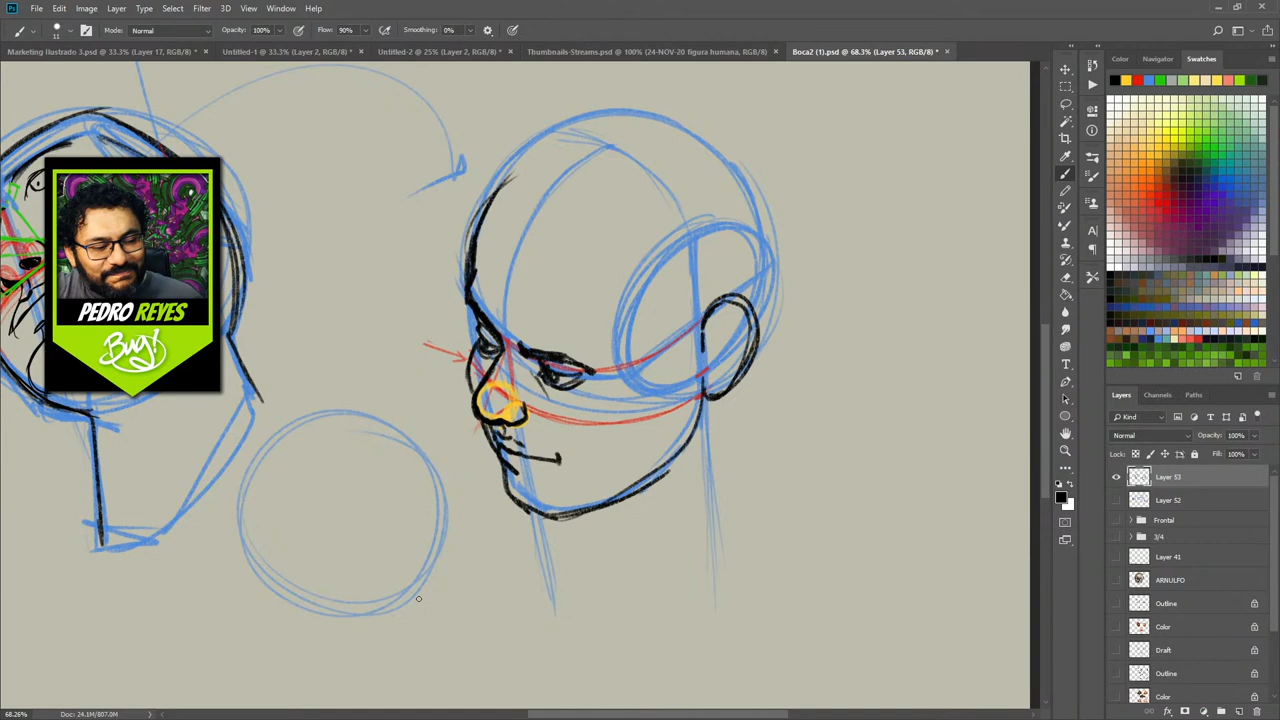 Ps File Edit Image Layer Type Select Filter 3D View Window Help
11 Mode: Normal Opacity: 100% Flow: 90% Smoothing: 0%
Marketing Ilustrado 3.psd @ 33.3% (Layer 17, RGB/8) * × Untitled-1 @ 33.3% (Layer 2, RGB/8) * × Untitled-2 @ 25% (Layer 2, RGB/8) * × Thumbnails-Streams.psd @ 100% (24-NOV-20 figura humana, RGB/8) × Boca2 (1).psd @ 68.3% (Layer 53, RGB/8) * ×
Color Navigator Swatches
PEDRO REYES
Bug!
Layers Channels Paths
Kind
Normal Opacity: 100%
Lock: Fill: 100%
Layer 53
Layer 52
Frontal
3/4
Layer 41
ARNULFO
Outline
Color
Draft
Outline
Color
68.26% Doc: 24.1M/807.0M